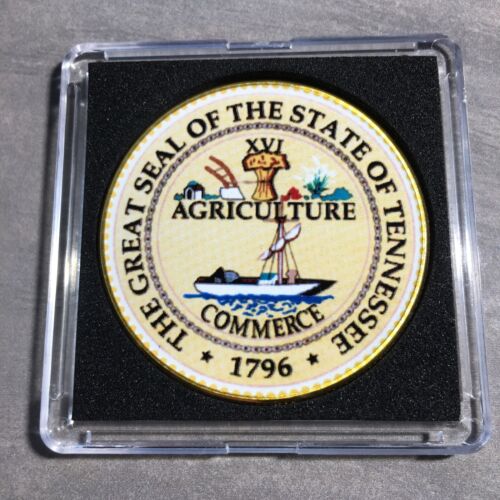 THE GREAT SEAL OF THE STATE OF TENNESSEE
XVI
AGRICULTURE
COMMERCE
★ 1796 ★